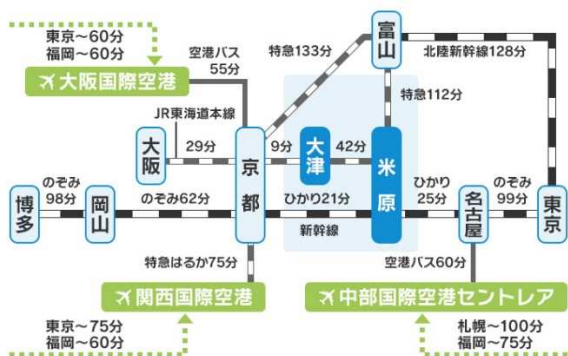 東京～60分
福岡～60分
大阪国際空港
空港バス
55分
JR東海道本線
特急133分
富山
北陸新幹線128分
特急112分
大阪
29分
京都
9分
大津
42分
米原
博多
のぞみ
98分
岡山
のぞみ62分
ひかり21分
新幹線
ひかり
25分
名古屋
のぞみ
99分
東京
特急はるか75分
空港バス60分
関西国際空港
中部国際空港セントレア
東京～75分
福岡～60分
札幌～100分
福岡～75分